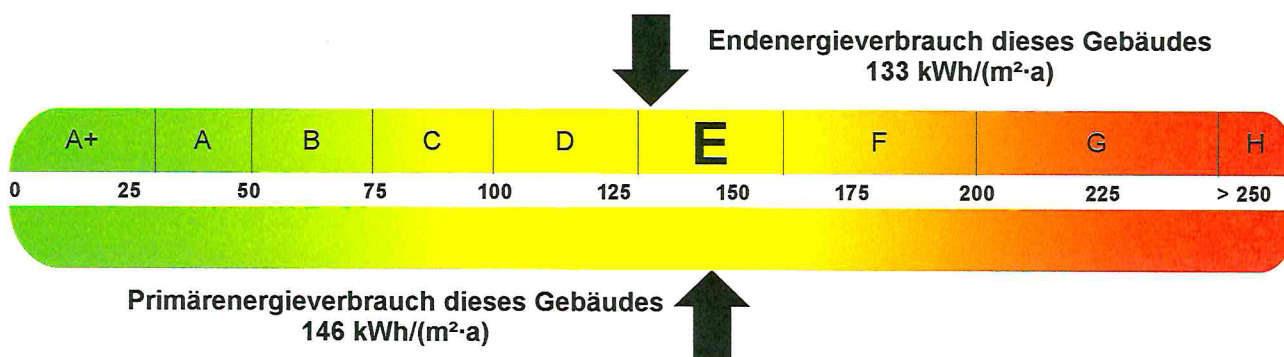 Endenergieverbrauch dieses Gebäudes
133 kWh/(m²·a)
A+ A B C D E F G H
0 25 50 75 100 125 150 175 200 225 > 250
Primärenergieverbrauch dieses Gebäudes
146 kWh/(m²·a)